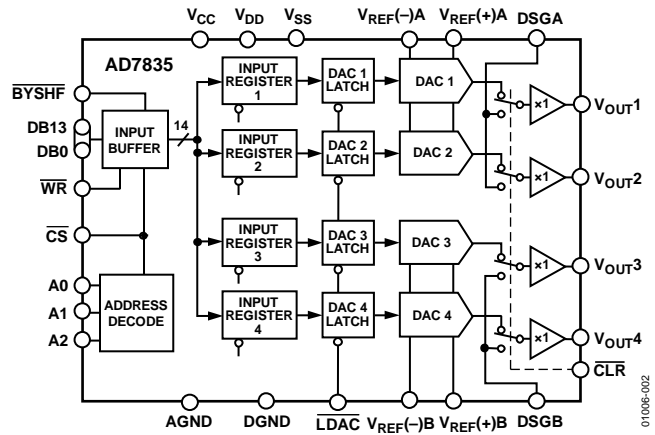 VCC VDD VSS VREF(–)A VREF(+)A DSGA
AD7835
BYSHF
DB13
DB0
WR
CS
A0
A1
A2
INPUT
BUFFER
14
ADDRESS
DECODE
INPUT
REGISTER
1
DAC 1
LATCH
DAC 1
×1
VOUT1
INPUT
REGISTER
2
DAC 2
LATCH
DAC 2
×1
VOUT2
INPUT
REGISTER
3
DAC 3
LATCH
DAC 3
×1
VOUT3
INPUT
REGISTER
4
DAC 4
LATCH
DAC 4
×1
VOUT4
CLR
AGND DGND LDAC VREF(–)B VREF(+)B DSGB
01006-002